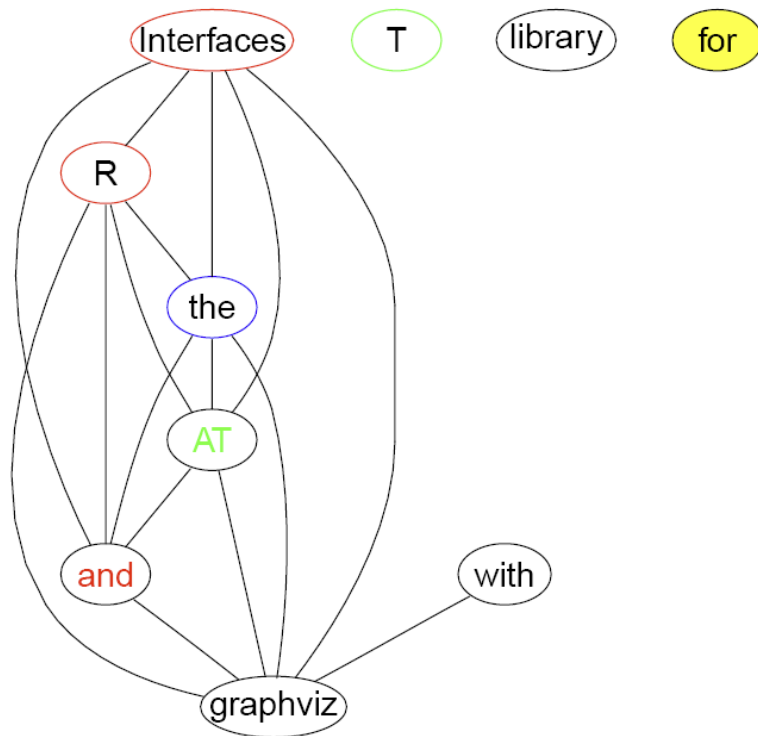 Interfaces T library for
R
the
AT
and with
graphviz